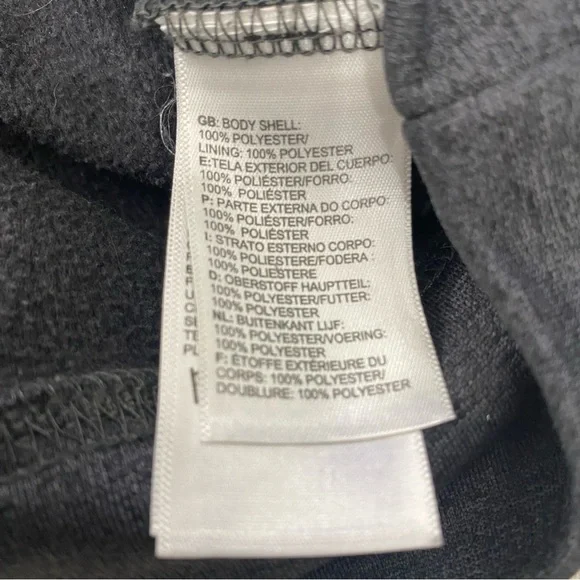 GB: BODY SHELL:
100% POLYESTER/
LINING: 100% POLYESTER
E:TELA EXTERIOR DEL CUERPO:
100% POLIÉSTER/FORRO:
100% POLIÉSTER
P: PARTE EXTERNA DO CORPO:
100% POLIÉSTER/FORRO:
100% POLIÉSTER
I: STRATO ESTERNO CORPO:
100% POLIESTERE/FODERA :
100% POLIESTERE
D: OBERSTOFF HAUPTTEIL:
100% POLYESTER/FUTTER:
100% POLYESTER
NL: BUITENKANT LIJF:
100% POLYESTER/VOERING:
100% POLYESTER
F: ÉTOFFE EXTÉRIEURE DU
CORPS: 100% POLYESTER/
DOUBLURE: 100% POLYESTER